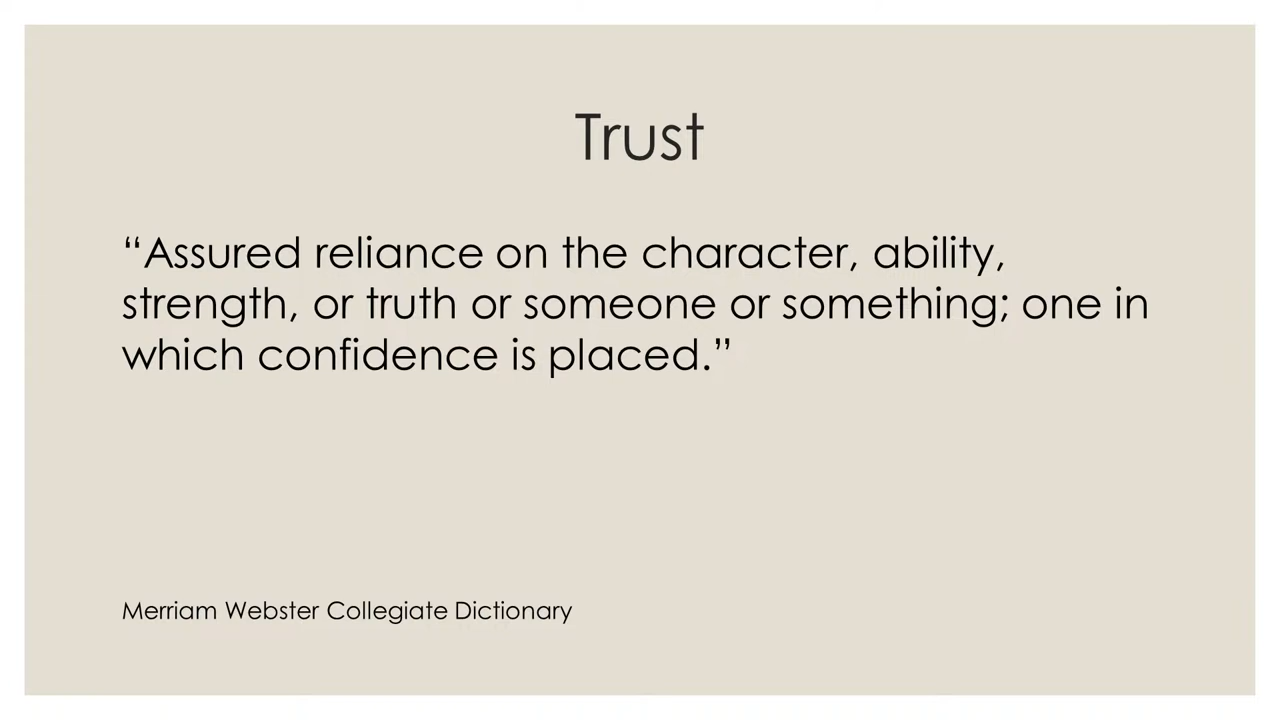 Trust
“Assured reliance on the character, ability,
strength, or truth or someone or something; one in
which confidence is placed.”
Merriam Webster Collegiate Dictionary